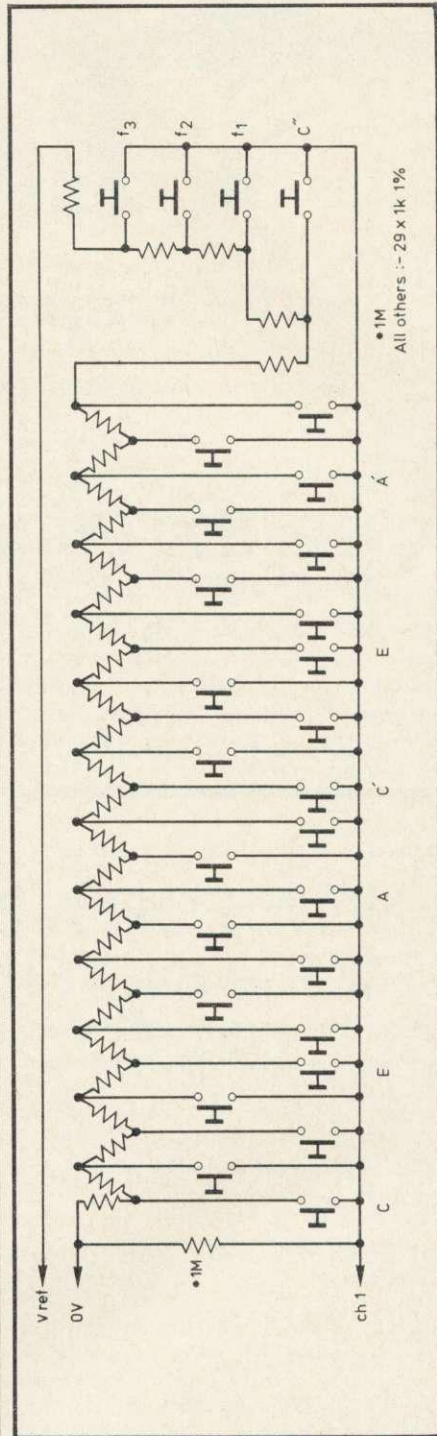 V ref
0V
ch 1
*1M
C
E
A
C′
E
A′
C″
f1
f2
f3
*1M
All others :- 29 x 1k 1%